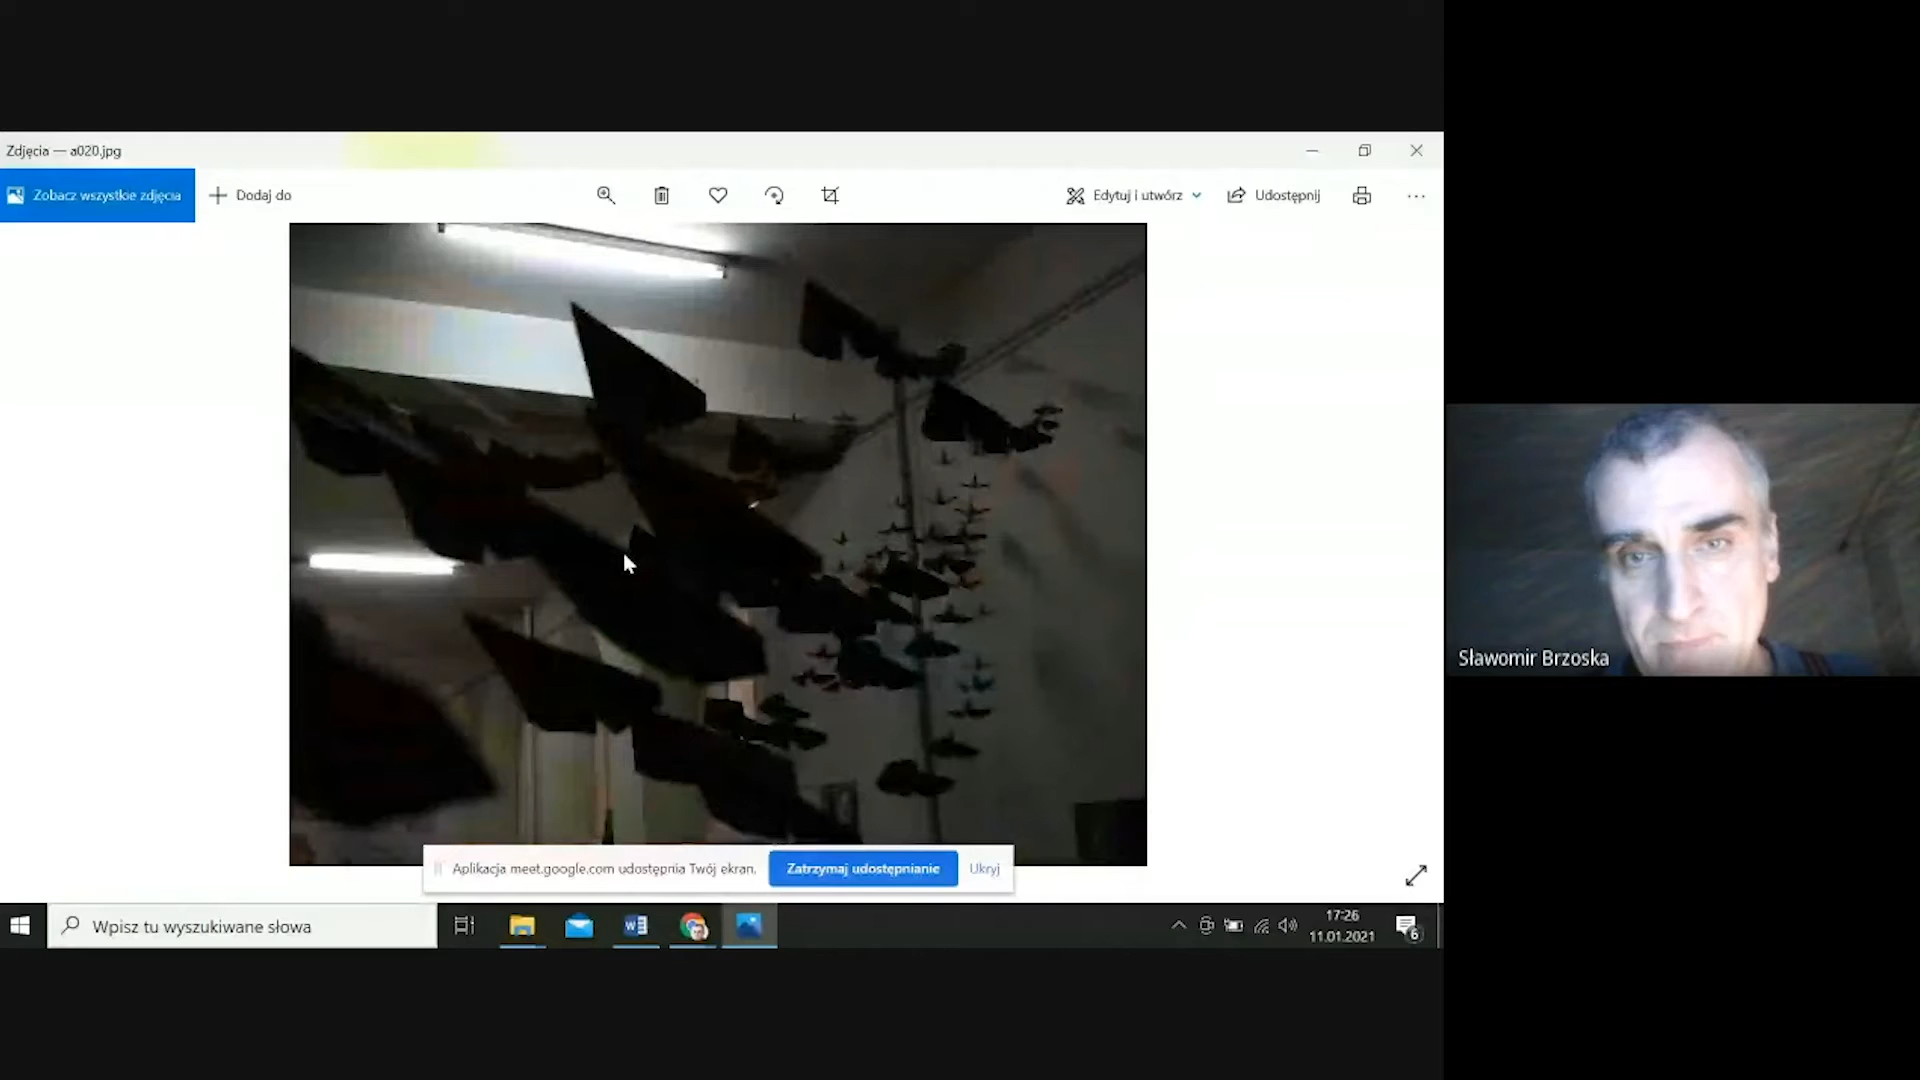 Zdjęcia — a020.jpg
Zobacz wszystkie zdjęcia
Dodaj do
Edytuj i utwórz
Udostępnij
Sławomir Brzoska
Aplikacja meet.google.com udostępnia Twój ekran.
Zatrzymaj udostępnianie
Ukryj
Wpisz tu wyszukiwane słowa
17:26
11.01.2021
6